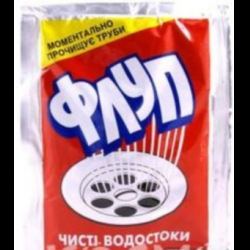 МОМЕНТАЛЬНО
ПРОЧИЩУЄ ТРУБИ
ФЛУП
ЧИСТІ ВОДОСТОКИ